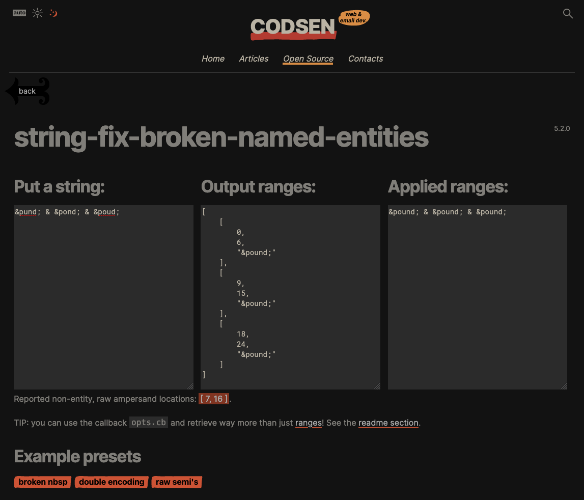 auto
CODSEN
web &
email dev.
Home Articles Open Source Contacts
back
string-fix-broken-named-entities
5.2.0
Put a string:
Output ranges:
Applied ranges:
&pund; & &pond; & &poud;
[
[
0,
6,
"&pound;"
],
[
9,
15,
"&pound;"
],
[
18,
24,
"&pound;"
]
]
&pound; & &pound; & &pound;
Reported non-entity, raw ampersand locations: [ 7, 16 ].
TIP: you can use the callback opts.cb and retrieve way more than just ranges! See the readme section.
Example presets
broken nbsp double encoding raw semi's